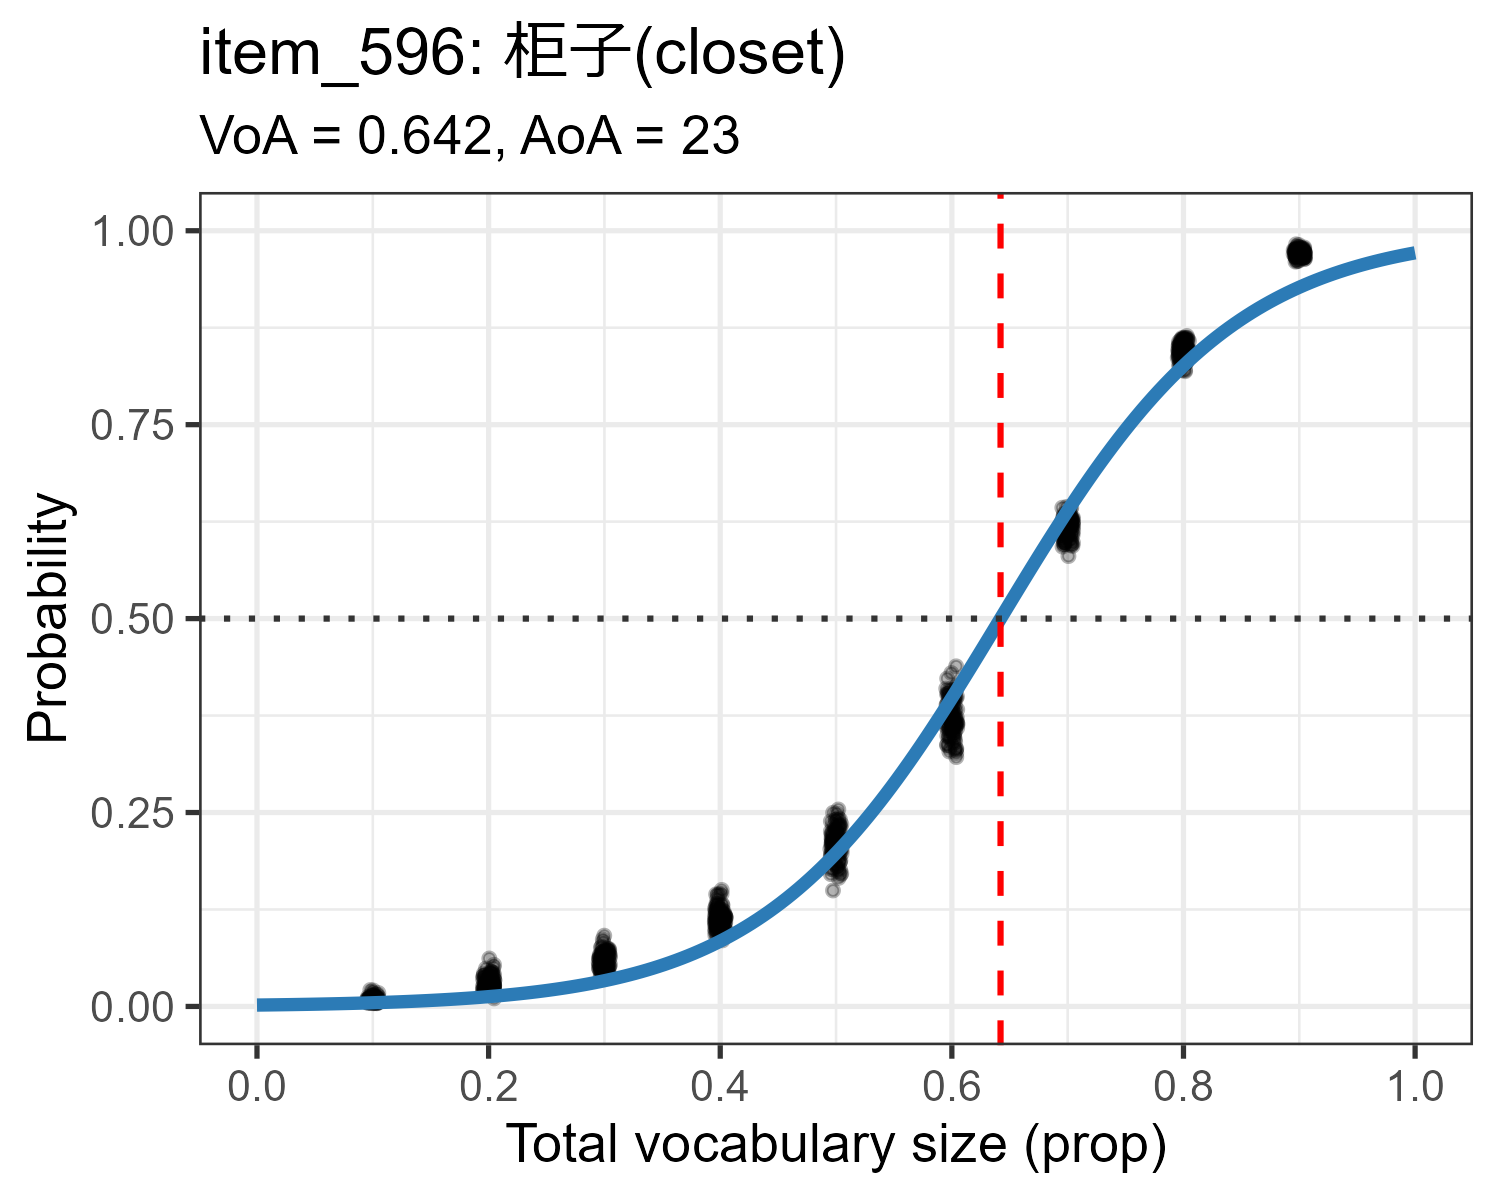 item_596: 柜子(closet)
VoA = 0.642, AoA = 23
1.00
0.75
0.50
0.25
0.00
Probability
0.0 0.2 0.4 0.6 0.8 1.0
Total vocabulary size (prop)